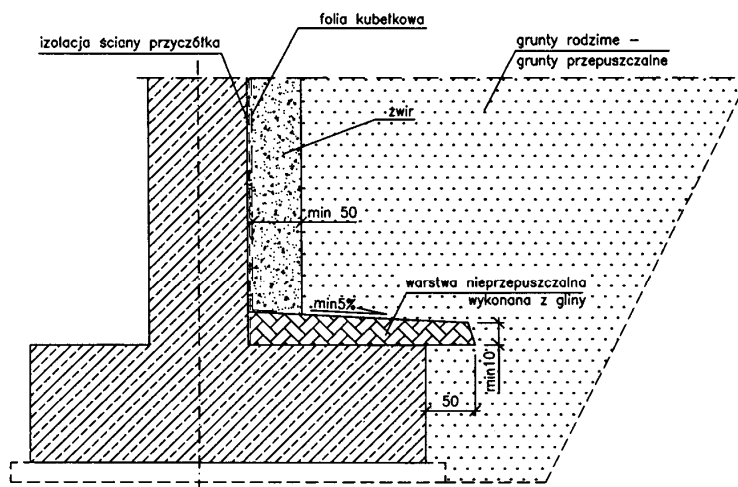 folia kubełkowa
izolacja ściany przyczółka
grunty rodzime –
grunty przepuszczalne
żwir
min 50
warstwa nieprzepuszczalna
wykonana z gliny
min5%
min10
50